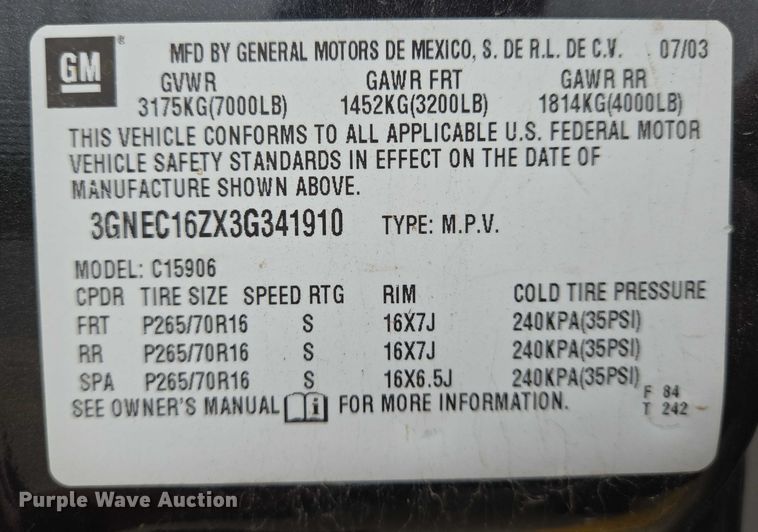 GM ® MFD BY GENERAL MOTORS DE MEXICO, S. DE R.L. DE C.V. 07/03
GVWR GAWR FRT GAWR RR
3175KG(7000LB) 1452KG(3200LB) 1814KG(4000LB)
THIS VEHICLE CONFORMS TO ALL APPLICABLE U.S. FEDERAL MOTOR
VEHICLE SAFETY STANDARDS IN EFFECT ON THE DATE OF
MANUFACTURE SHOWN ABOVE.
3GNEC16ZX3G341910 TYPE: M.P.V.
MODEL: C15906
CPDR TIRE SIZE SPEED RTG RIM COLD TIRE PRESSURE
FRT P265/70R16 S 16X7J 240KPA(35PSI)
RR P265/70R16 S 16X7J 240KPA(35PSI)
SPA P265/70R16 S 16X6.5J 240KPA(35PSI)
SEE OWNER'S MANUAL i FOR MORE INFORMATION.
F 84
T 242
Purple Wave Auction